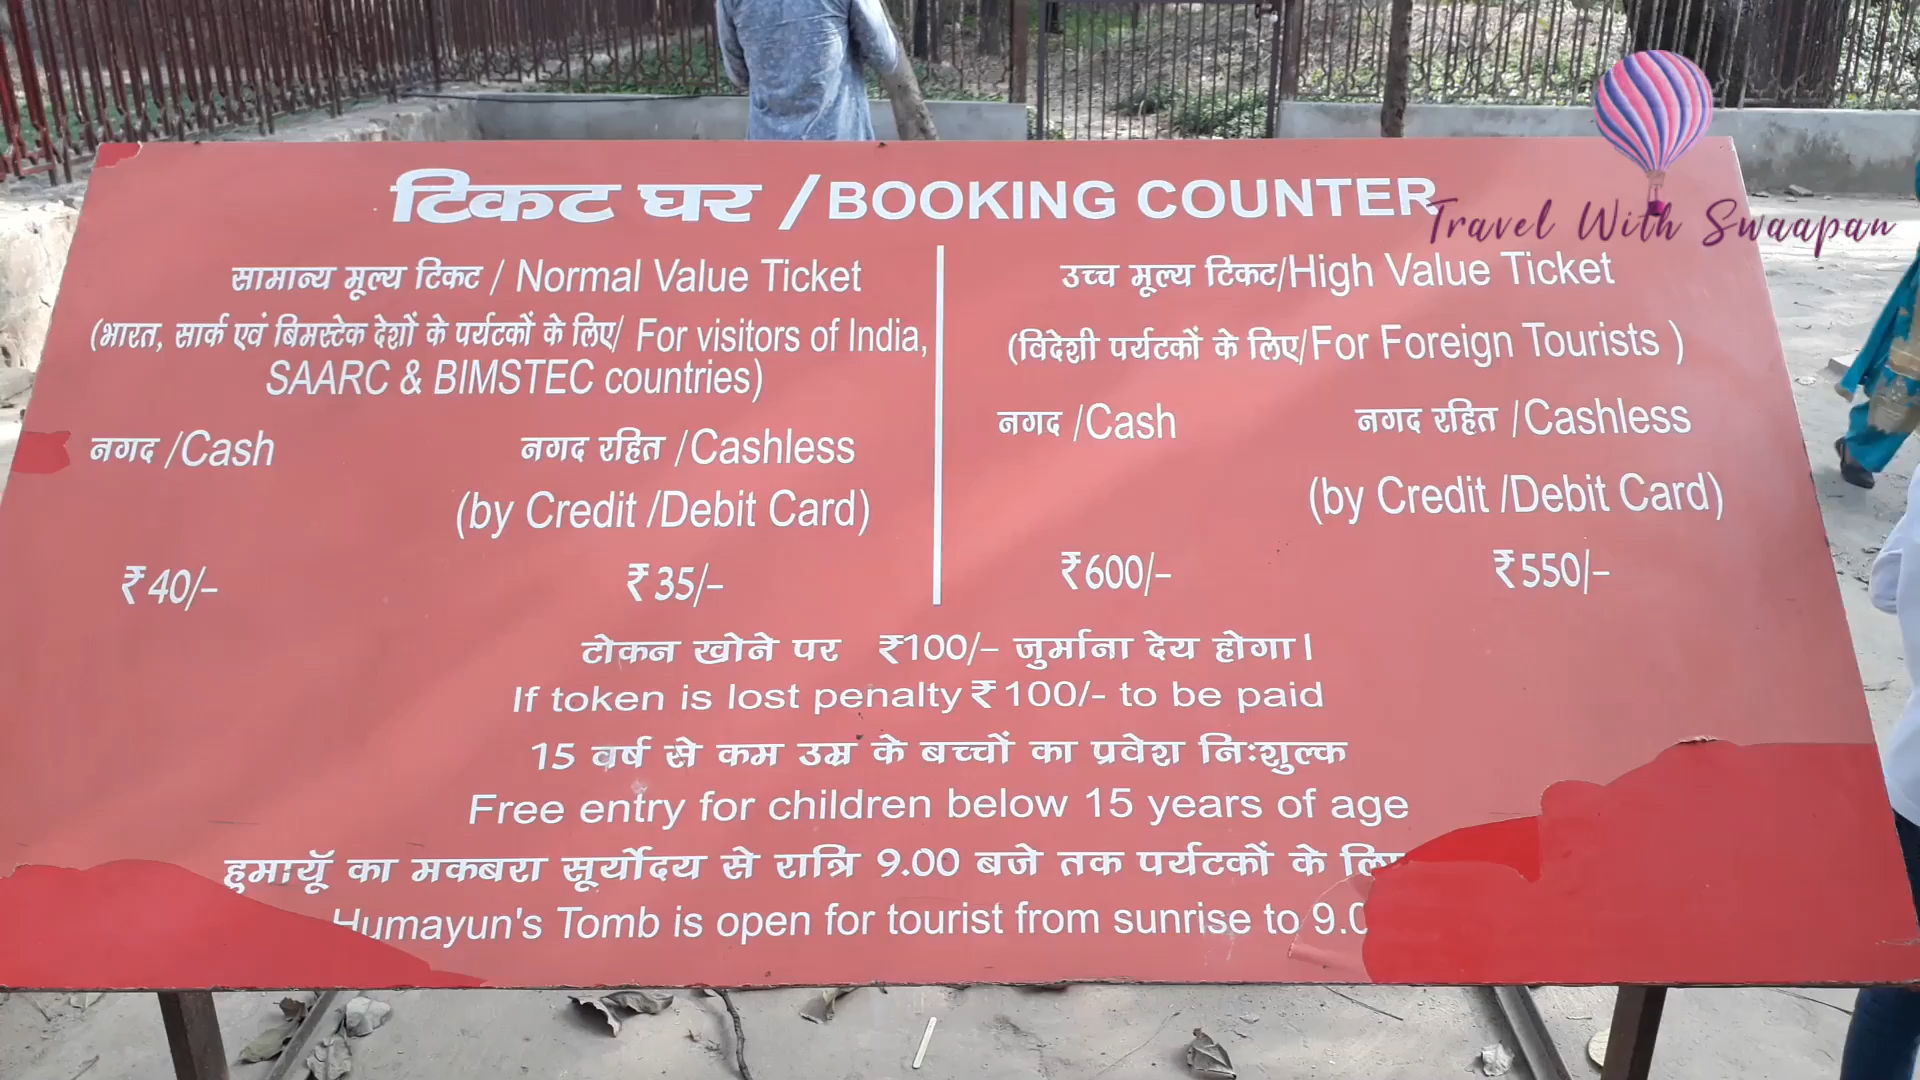 टिकट घर /BOOKING COUNTER
Travel With Swaapan
सामान्य मूल्य टिकट / Normal Value Ticket
(भारत, सार्क एवं बिमस्टेक देशों के पर्यटकों के लिए/ For visitors of India,
SAARC & BIMSTEC countries)
नगद /Cash
नगद रहित /Cashless
(by Credit /Debit Card)
₹40/–
₹35/–
उच्च मूल्य टिकट/High Value Ticket
(विदेशी पर्यटकों के लिए/For Foreign Tourists )
नगद /Cash
नगद रहित /Cashless
(by Credit /Debit Card)
₹600/–
₹550/–
टोकन खोने पर ₹100/– जुर्माना देय होगा।
If token is lost penalty ₹100/- to be paid
15 वर्ष से कम उम्र के बच्चों का प्रवेश निःशुल्क
Free entry for children below 15 years of age
हुमायूँ का मकबरा सूर्योदय से रात्रि 9.00 बजे तक पर्यटकों के लिए
Humayun's Tomb is open for tourist from sunrise to